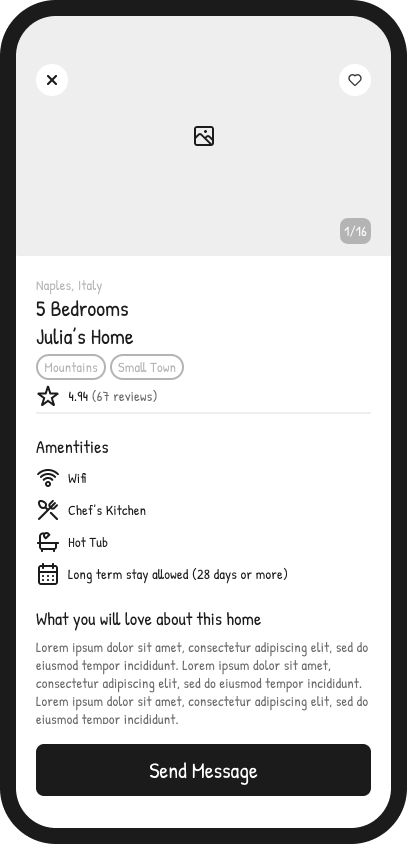 1/16
Naples, Italy
5 Bedrooms
Julia's Home
Mountains Small Town
4.94 (67 reviews)
Amentities
Wifi
Chef's Kitchen
Hot Tub
Long term stay allowed (28 days or more)
What you will love about this home
Lorem ipsum dolor sit amet, consectetur adipiscing elit, sed do
eiusmod tempor incididunt. Lorem ipsum dolor sit amet,
consectetur adipiscing elit, sed do eiusmod tempor incididunt.
Lorem ipsum dolor sit amet, consectetur adipiscing elit, sed do
eiusmod tempor incididunt.
Send Message